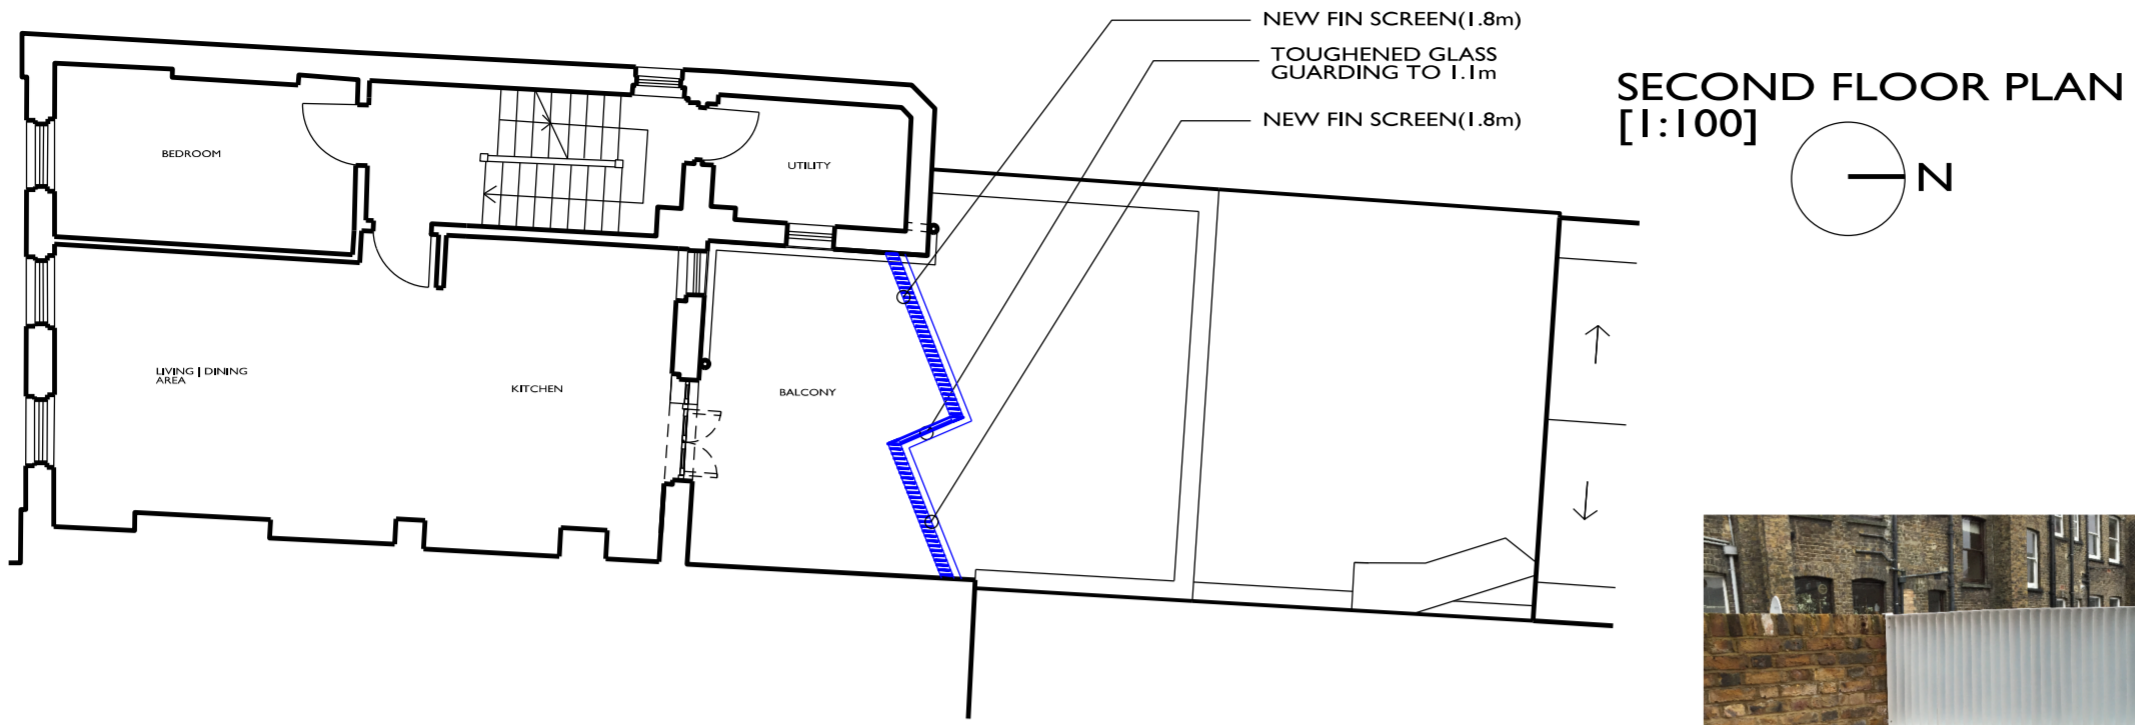 NEW FIN SCREEN(1.8m)
TOUGHENED GLASS
GUARDING TO 1.1m
NEW FIN SCREEN(1.8m)
SECOND FLOOR PLAN
[1:100]
N
BEDROOM
UTILITY
LIVING | DINING
AREA
KITCHEN
BALCONY